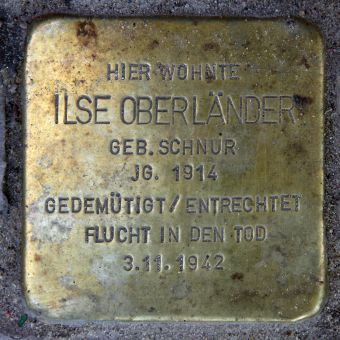 HIER WOHNTE
ILSE OBERLÄNDER
GEB. SCHNUR
JG. 1914
GEDEMÜTIGT / ENTRECHTET
FLUCHT IN DEN TOD
3.11.1942